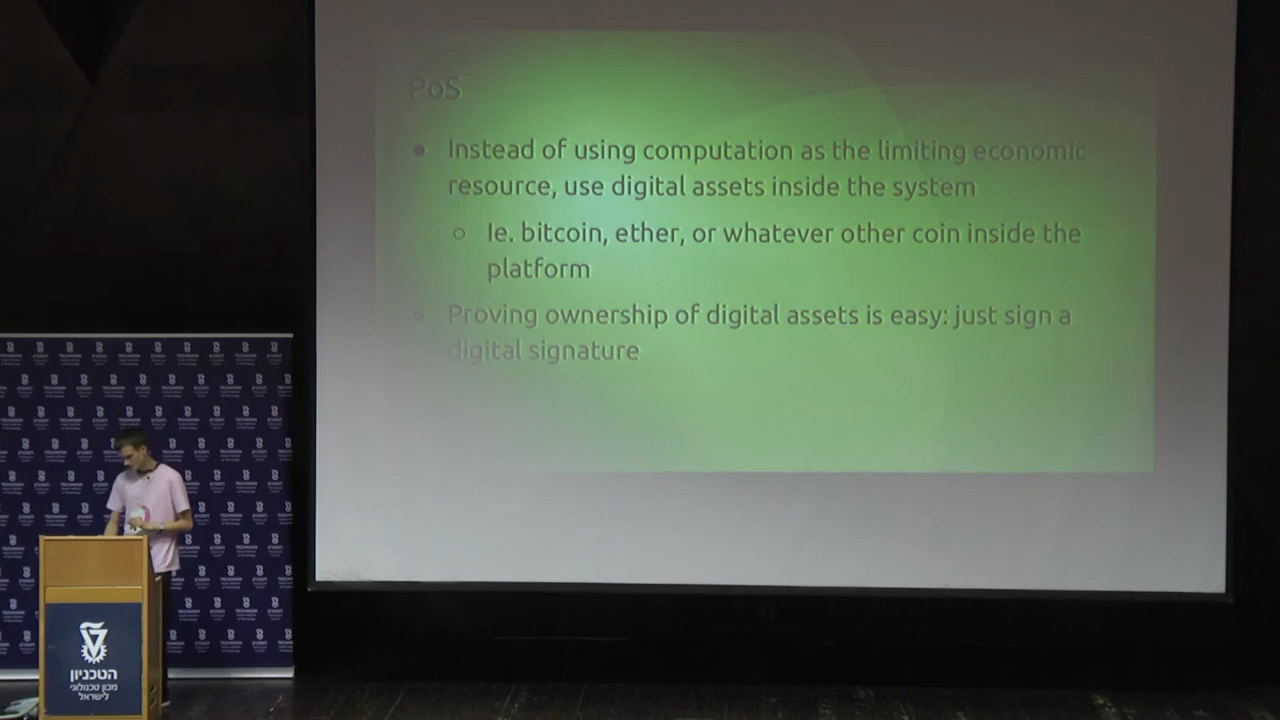 PoS
● Instead of using computation as the limiting economic
resource, use digital assets inside the system
○ Ie. bitcoin, ether, or whatever other coin inside the
platform
● Proving ownership of digital assets is easy: just sign a
digital signature
הטכניון
מכון טכנולוגי
לישראל